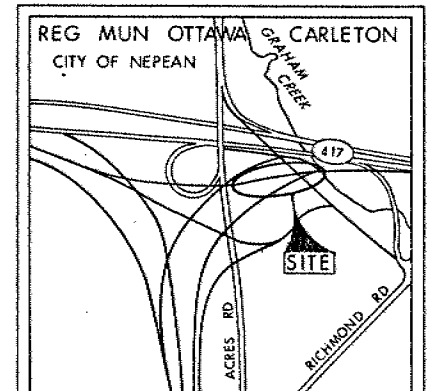 REG MUN OTTAWA CARLETON
CITY OF NEPEAN
GRAHAM
CREEK
417
SITE
ACRES RD
RICHMOND RD